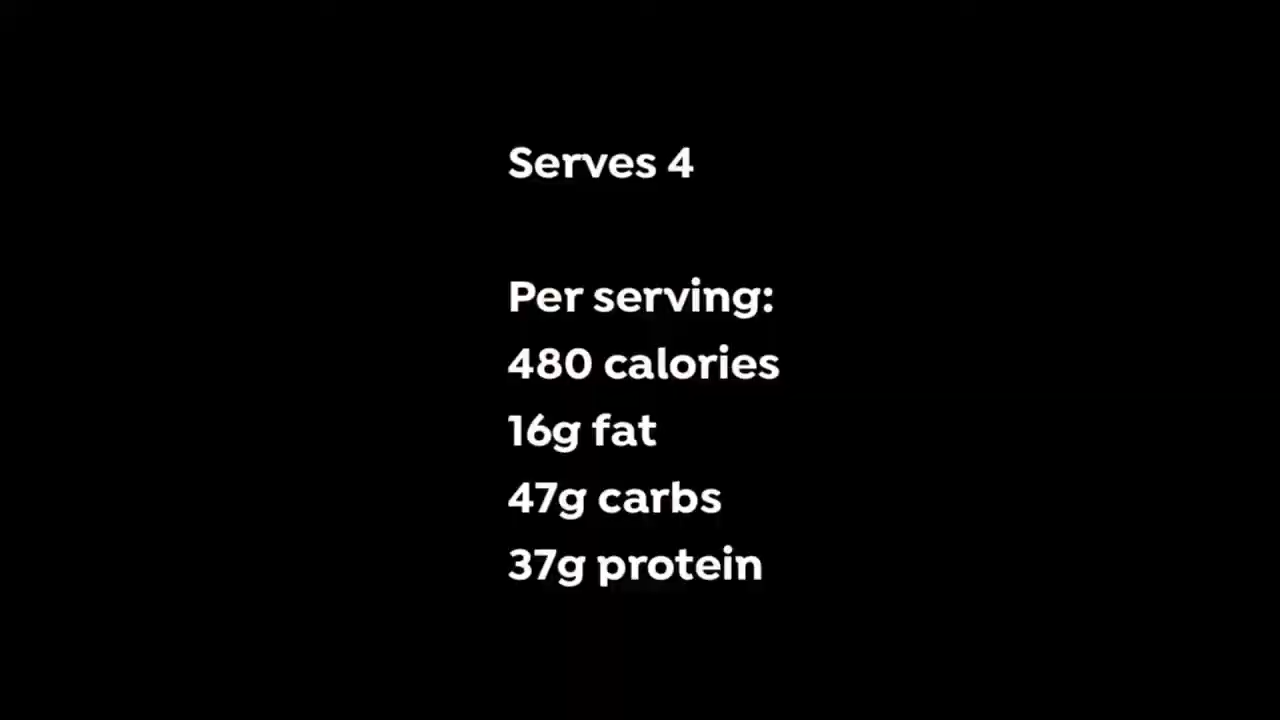 Serves 4
Per serving:
480 calories
16g fat
47g carbs
37g protein